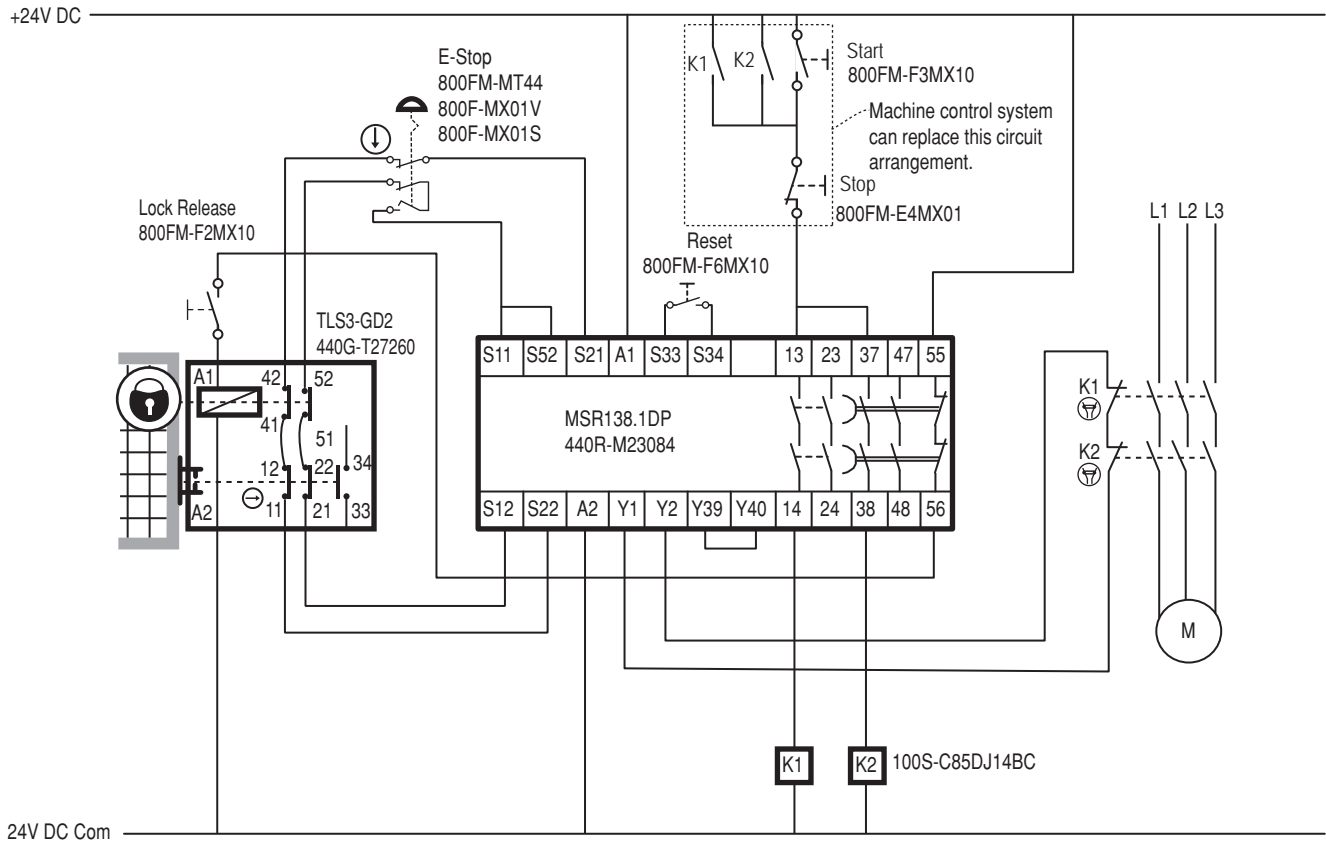 +24V DC
E-Stop
800FM-MT44
800F-MX01V
800F-MX01S
K1 K2
Start
800FM-F3MX10
Machine control system
can replace this circuit
arrangement.
Stop
800FM-E4MX01
Lock Release
800FM-F2MX10
Reset
800FM-F6MX10
L1 L2 L3
TLS3-GD2
440G-T27260
A1 42 52
41 51
12 22 34
A2 11 21 33
S11 S52 S21 A1 S33 S34 13 23 37 47 55
MSR138.1DP
440R-M23084
S12 S22 A2 Y1 Y2 Y39 Y40 14 24 38 48 56
K1
K2
M
K1 K2 100S-C85DJ14BC
24V DC Com